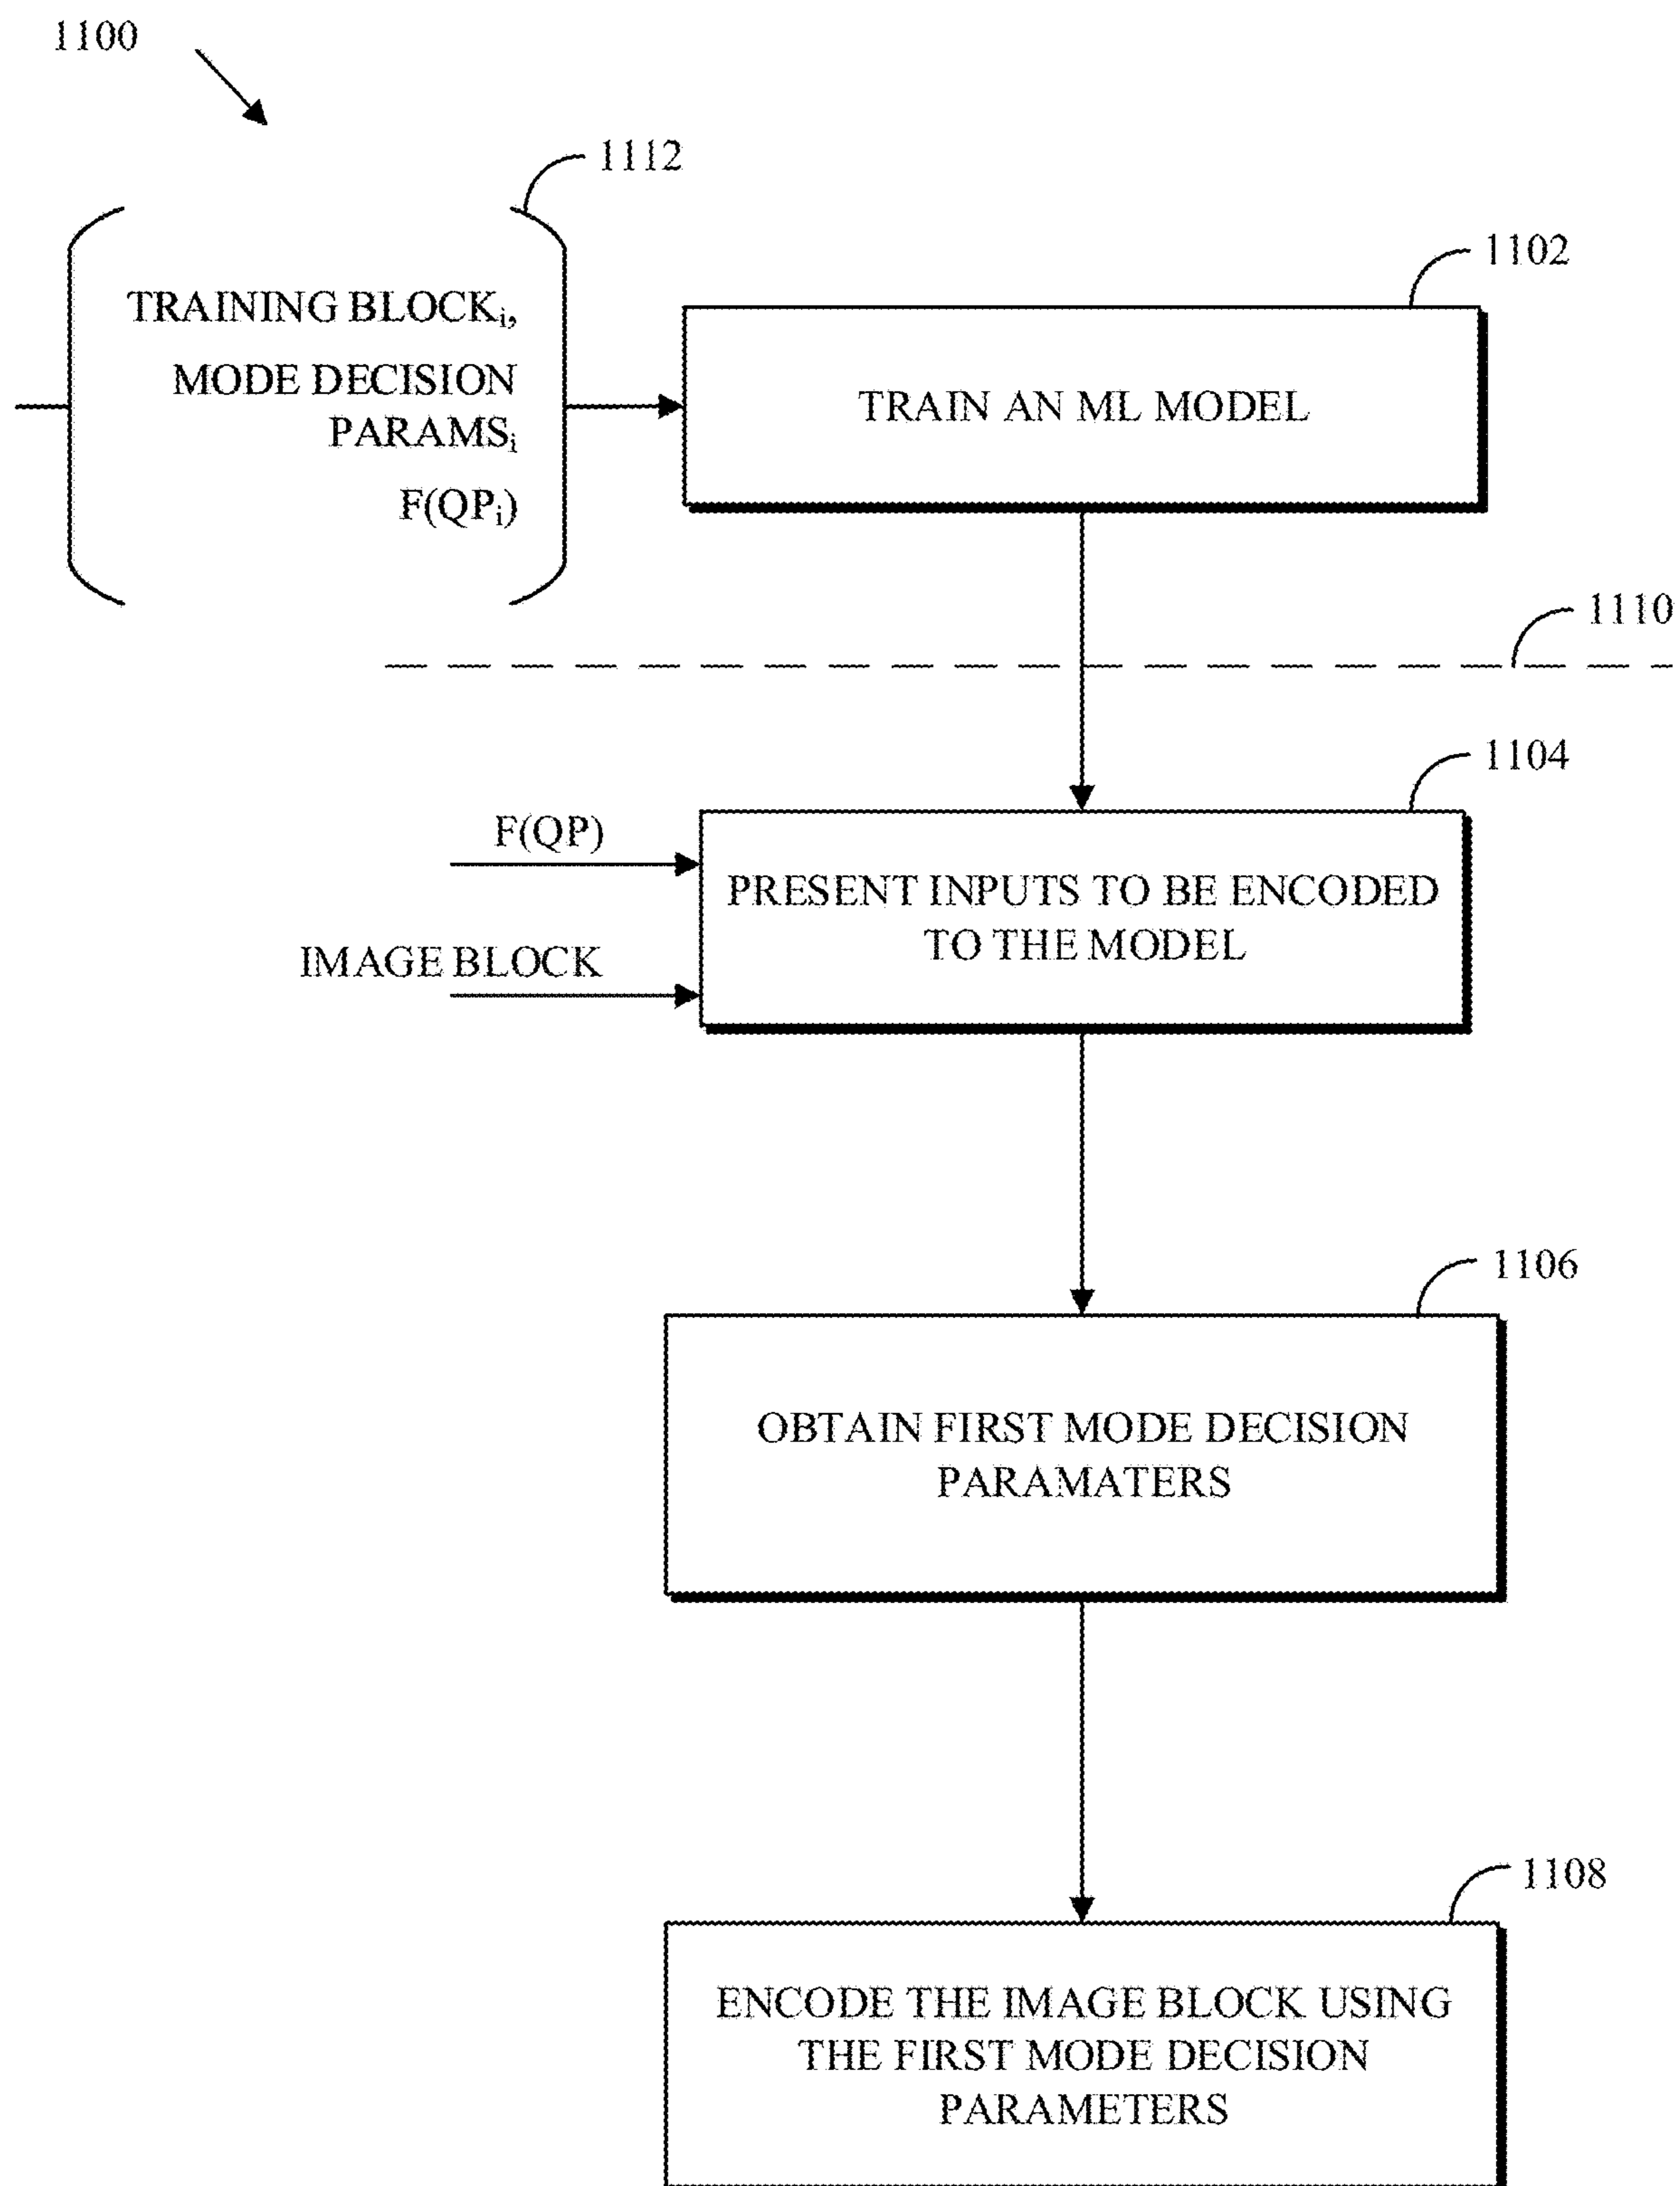 1100
1112
TRAINING BLOCKᵢ,
MODE DECISION
PARAMSᵢ
F(QPᵢ)
1102
TRAIN AN ML MODEL
1110
1104
F(QP)
IMAGE BLOCK
PRESENT INPUTS TO BE ENCODED
TO THE MODEL
1106
OBTAIN FIRST MODE DECISION
PARAMATERS
1108
ENCODE THE IMAGE BLOCK USING
THE FIRST MODE DECISION
PARAMETERS